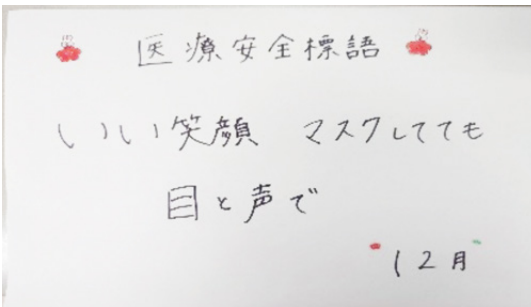 医療安全標語
いい笑顔 マスクしてても
目と声で
12月